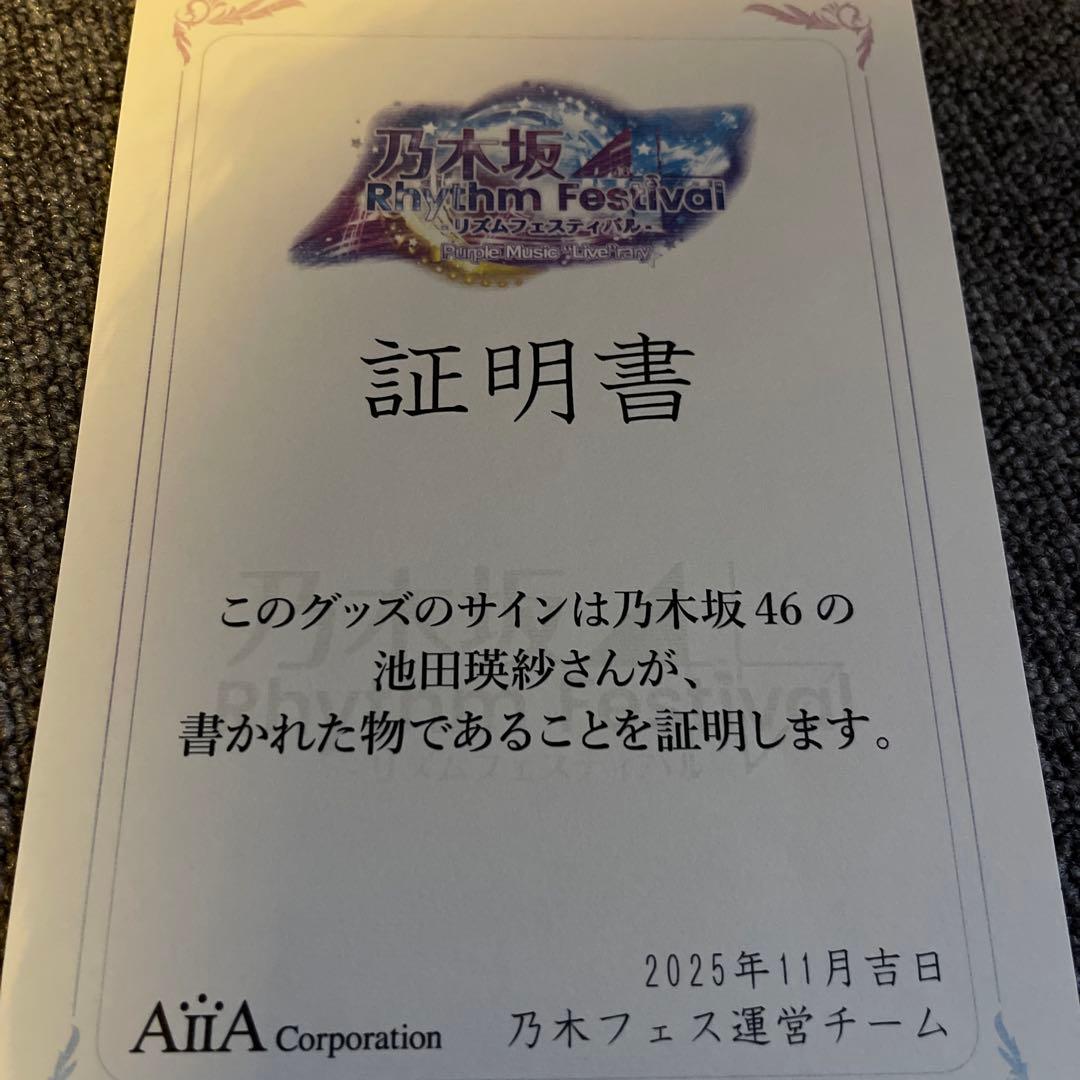 乃木坂
Rhythm Festival
-リズムフェスティバル-
Purple Music "Live"rary
証明書
このグッズのサインは乃木坂46の
池田瑛紗さんが、
書かれた物であることを証明します。
2025年11月吉日
AiiA Corporation
乃木フェス運営チーム